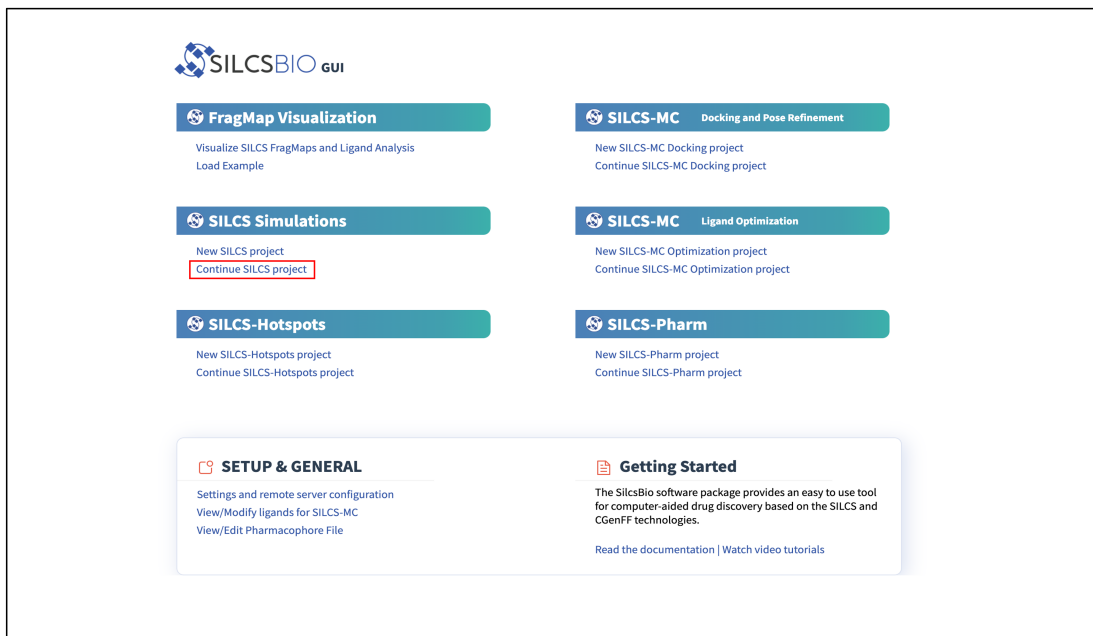 SILCSBIO GUI
FragMap Visualization
Visualize SILCS FragMaps and Ligand Analysis
Load Example
SILCS-MC Docking and Pose Refinement
New SILCS-MC Docking project
Continue SILCS-MC Docking project
SILCS Simulations
New SILCS project
Continue SILCS project
SILCS-MC Ligand Optimization
New SILCS-MC Optimization project
Continue SILCS-MC Optimization project
SILCS-Hotspots
New SILCS-Hotspots project
Continue SILCS-Hotspots project
SILCS-Pharm
New SILCS-Pharm project
Continue SILCS-Pharm project
SETUP & GENERAL
Settings and remote server configuration
View/Modify ligands for SILCS-MC
View/Edit Pharmacophore File
Getting Started
The SilcsBio software package provides an easy to use tool
for computer-aided drug discovery based on the SILCS and
CGenFF technologies.
Read the documentation | Watch video tutorials